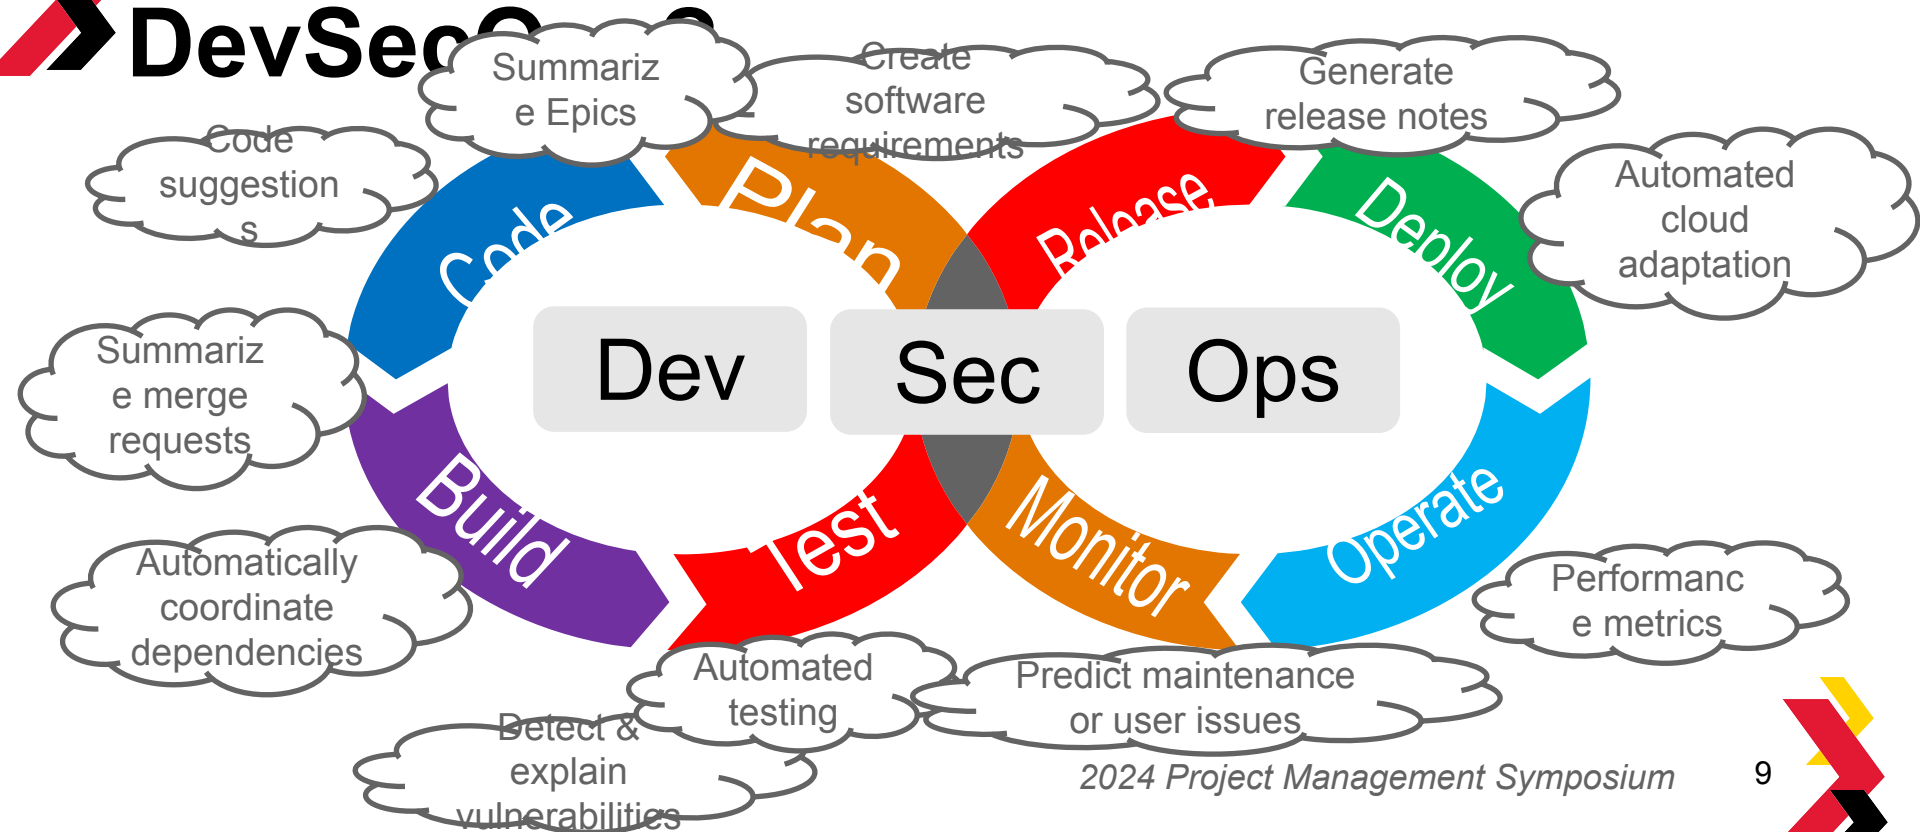 DevSecOps?
Summariz
e Epics
Create
software
requirements
Generate
release notes
Code
suggestion
s
Automated
cloud
adaptation
Code
Plan
Release
Deploy
Summariz
e merge
requests
Dev
Sec
Ops
Build
Test
Monitor
Operate
Automatically
coordinate
dependencies
Performanc
e metrics
Automated
testing
Predict maintenance
or user issues
Detect &
explain
vulnerabilities
2024 Project Management Symposium
9